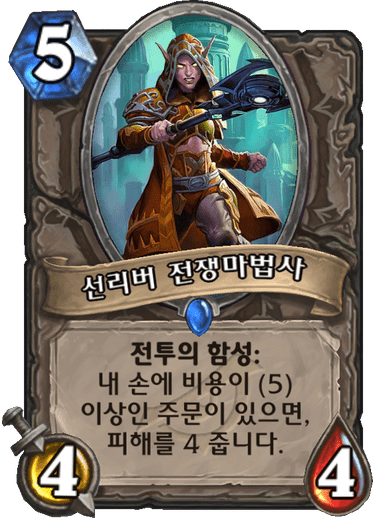 5
선리버 전쟁마법사
전투의 함성:
내 손에 비용이 (5)
이상인 주문이 있으면,
피해를 4 줍니다.
4
4